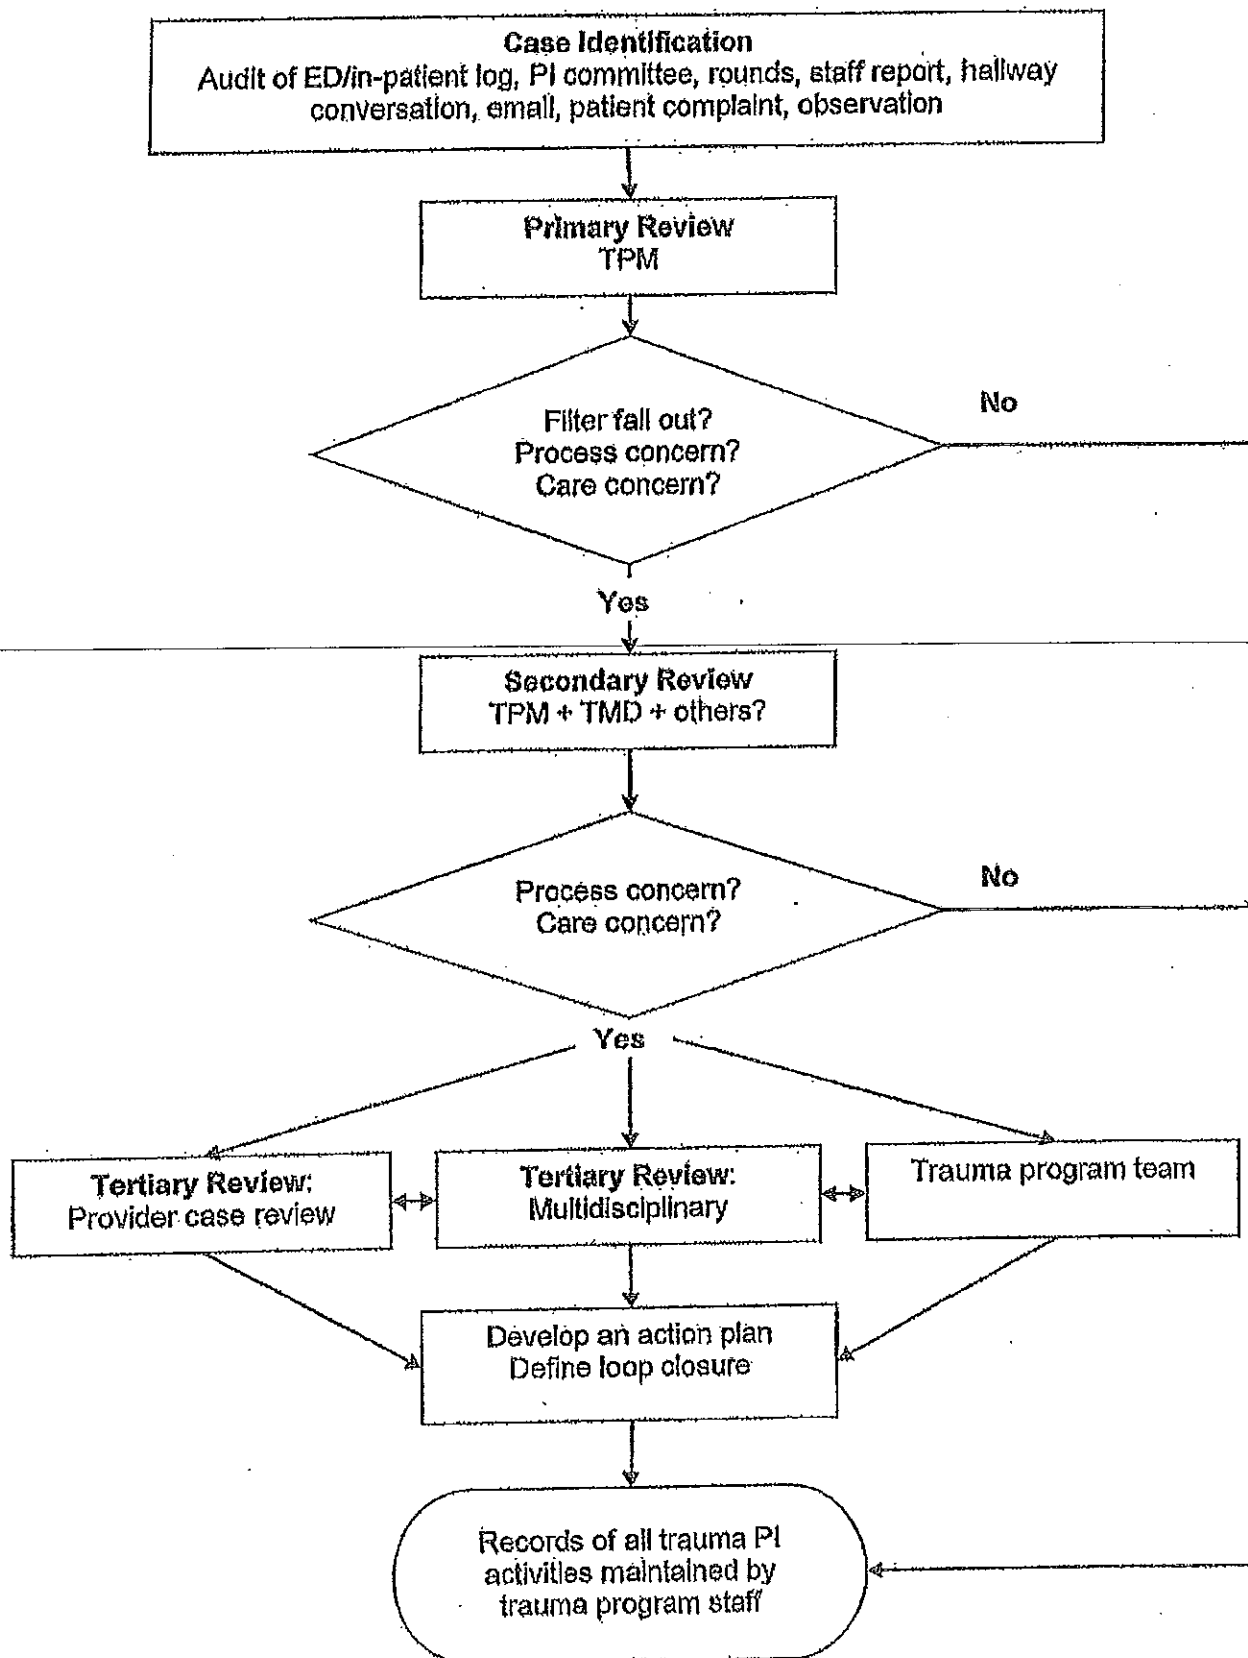 Case Identification
Audit of ED/in-patient log, PI committee, rounds, staff report, hallway
conversation, email, patient complaint, observation
Primary Review
TPM
Filter fall out?
Process concern?
Care concern?
No
Yes
Secondary Review
TPM + TMD + others?
Process concern?
Care concern?
No
Yes
Tertiary Review:
Provider case review
Tertiary Review:
Multidisciplinary
Trauma program team
Develop an action plan
Define loop closure
Records of all trauma PI
activities maintained by
trauma program staff